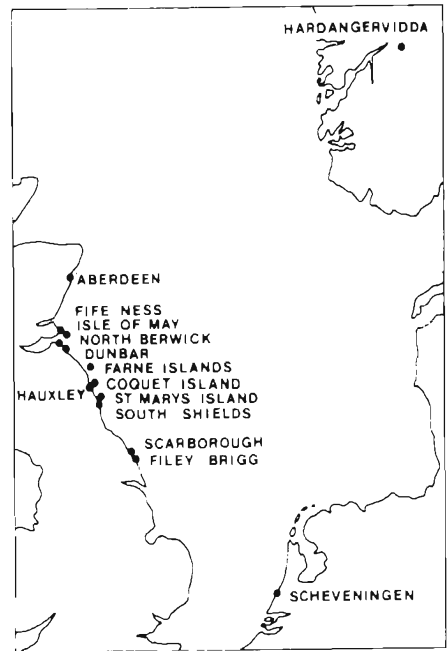 HARDANGERVIDDA
ABERDEEN
FIFE NESS
ISLE OF MAY
NORTH BERWICK
DUNBAR
FARNE ISLANDS
COQUET ISLAND
HAUXLEY
ST MARYS ISLAND
SOUTH SHIELDS
SCARBOROUGH
FILEY BRIGG
SCHEVENINGEN